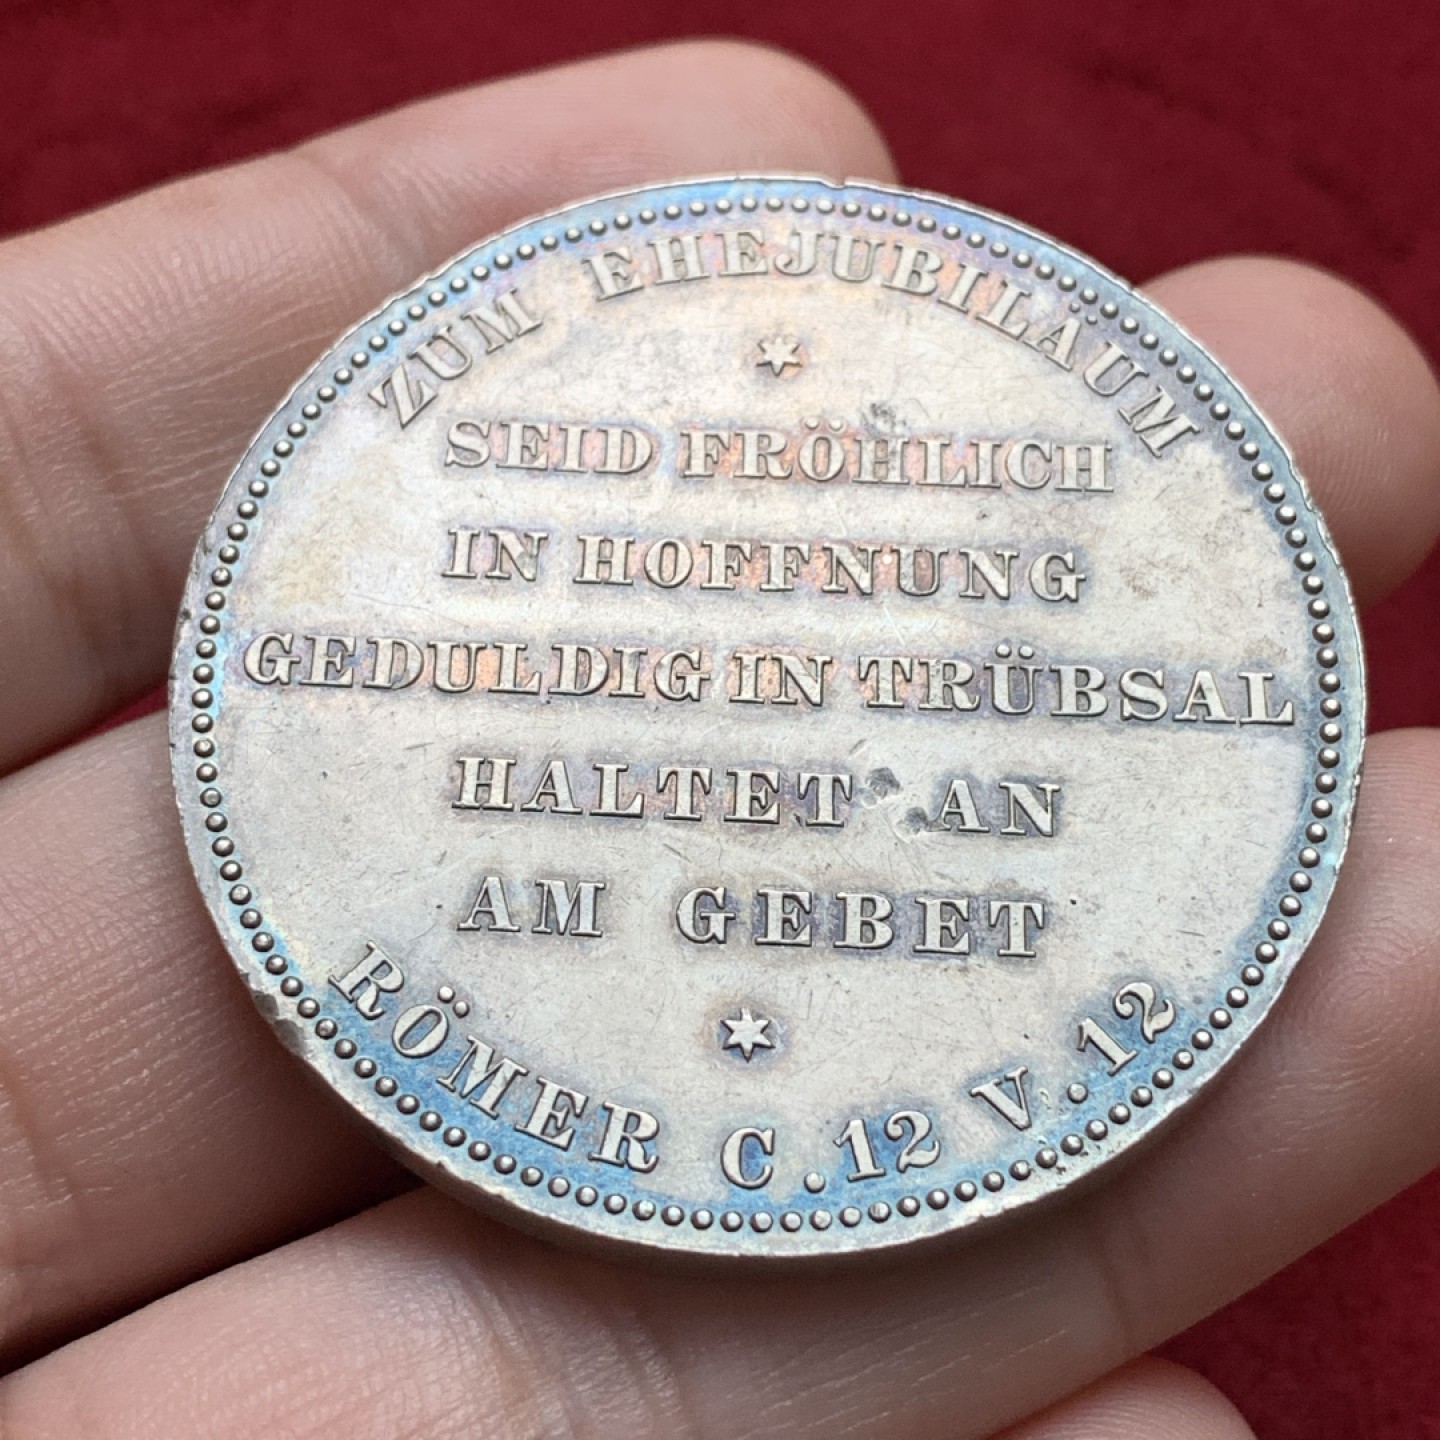 ZUM EHEJUBILÄUM
SEID FRÖHLICH
IN HOFFNUNG
GEDULDIG IN TRÜBSAL
HALTET AN
AM GEBET
RÖMER C. 12 V. 12